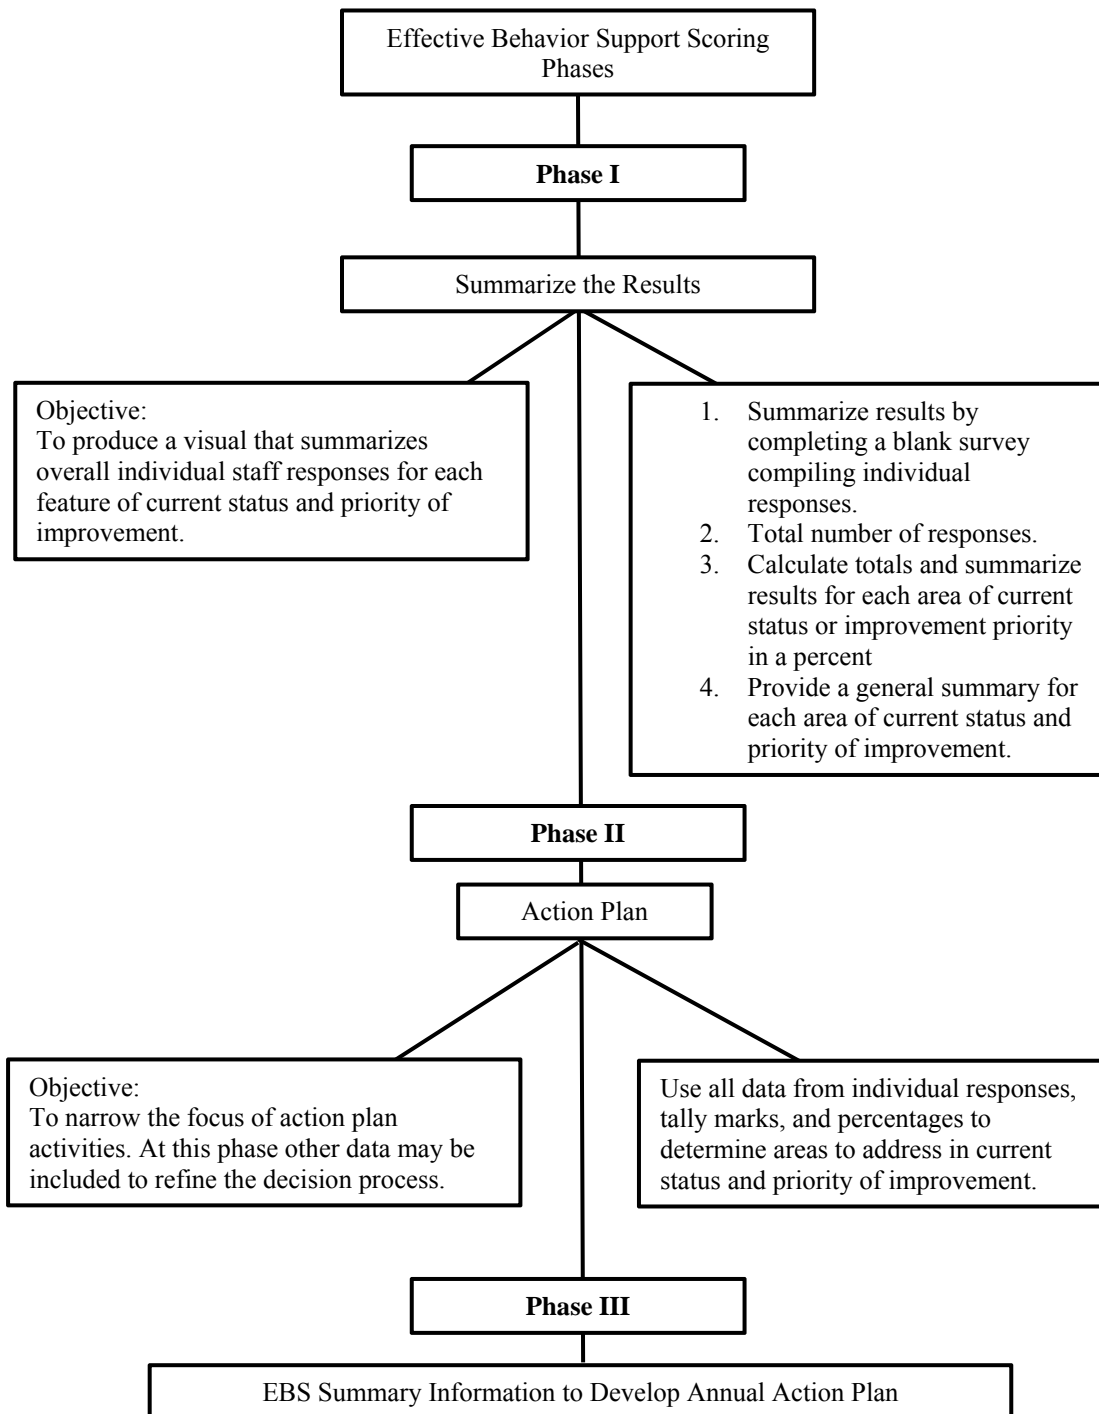 Effective Behavior Support Scoring
Phases
Phase I
Summarize the Results
Objective:
To produce a visual that summarizes
overall individual staff responses for each
feature of current status and priority of
improvement.
1. Summarize results by
completing a blank survey
compiling individual
responses.
2. Total number of responses.
3. Calculate totals and summarize
results for each area of current
status or improvement priority
in a percent
4. Provide a general summary for
each area of current status and
priority of improvement.
Phase II
Action Plan
Objective:
To narrow the focus of action plan
activities. At this phase other data may be
included to refine the decision process.
Use all data from individual responses,
tally marks, and percentages to
determine areas to address in current
status and priority of improvement.
Phase III
EBS Summary Information to Develop Annual Action Plan